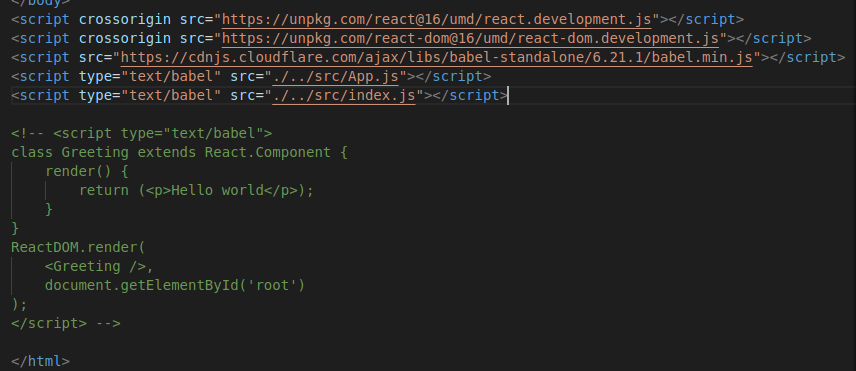 </body>
<script crossorigin src="https://unpkg.com/react@16/umd/react.development.js"></script>
<script crossorigin src="https://unpkg.com/react-dom@16/umd/react-dom.development.js"></script>
<script src="https://cdnjs.cloudflare.com/ajax/libs/babel-standalone/6.21.1/babel.min.js"></script>
<script type="text/babel" src="./../src/App.js"></script>
<script type="text/babel" src="./../src/index.js"></script>
<!-- <script type="text/babel">
class Greeting extends React.Component {
render() {
return (<p>Hello world</p>);
}
}
ReactDOM.render(
<Greeting />,
document.getElementById('root')
);
</script> -->
</html>